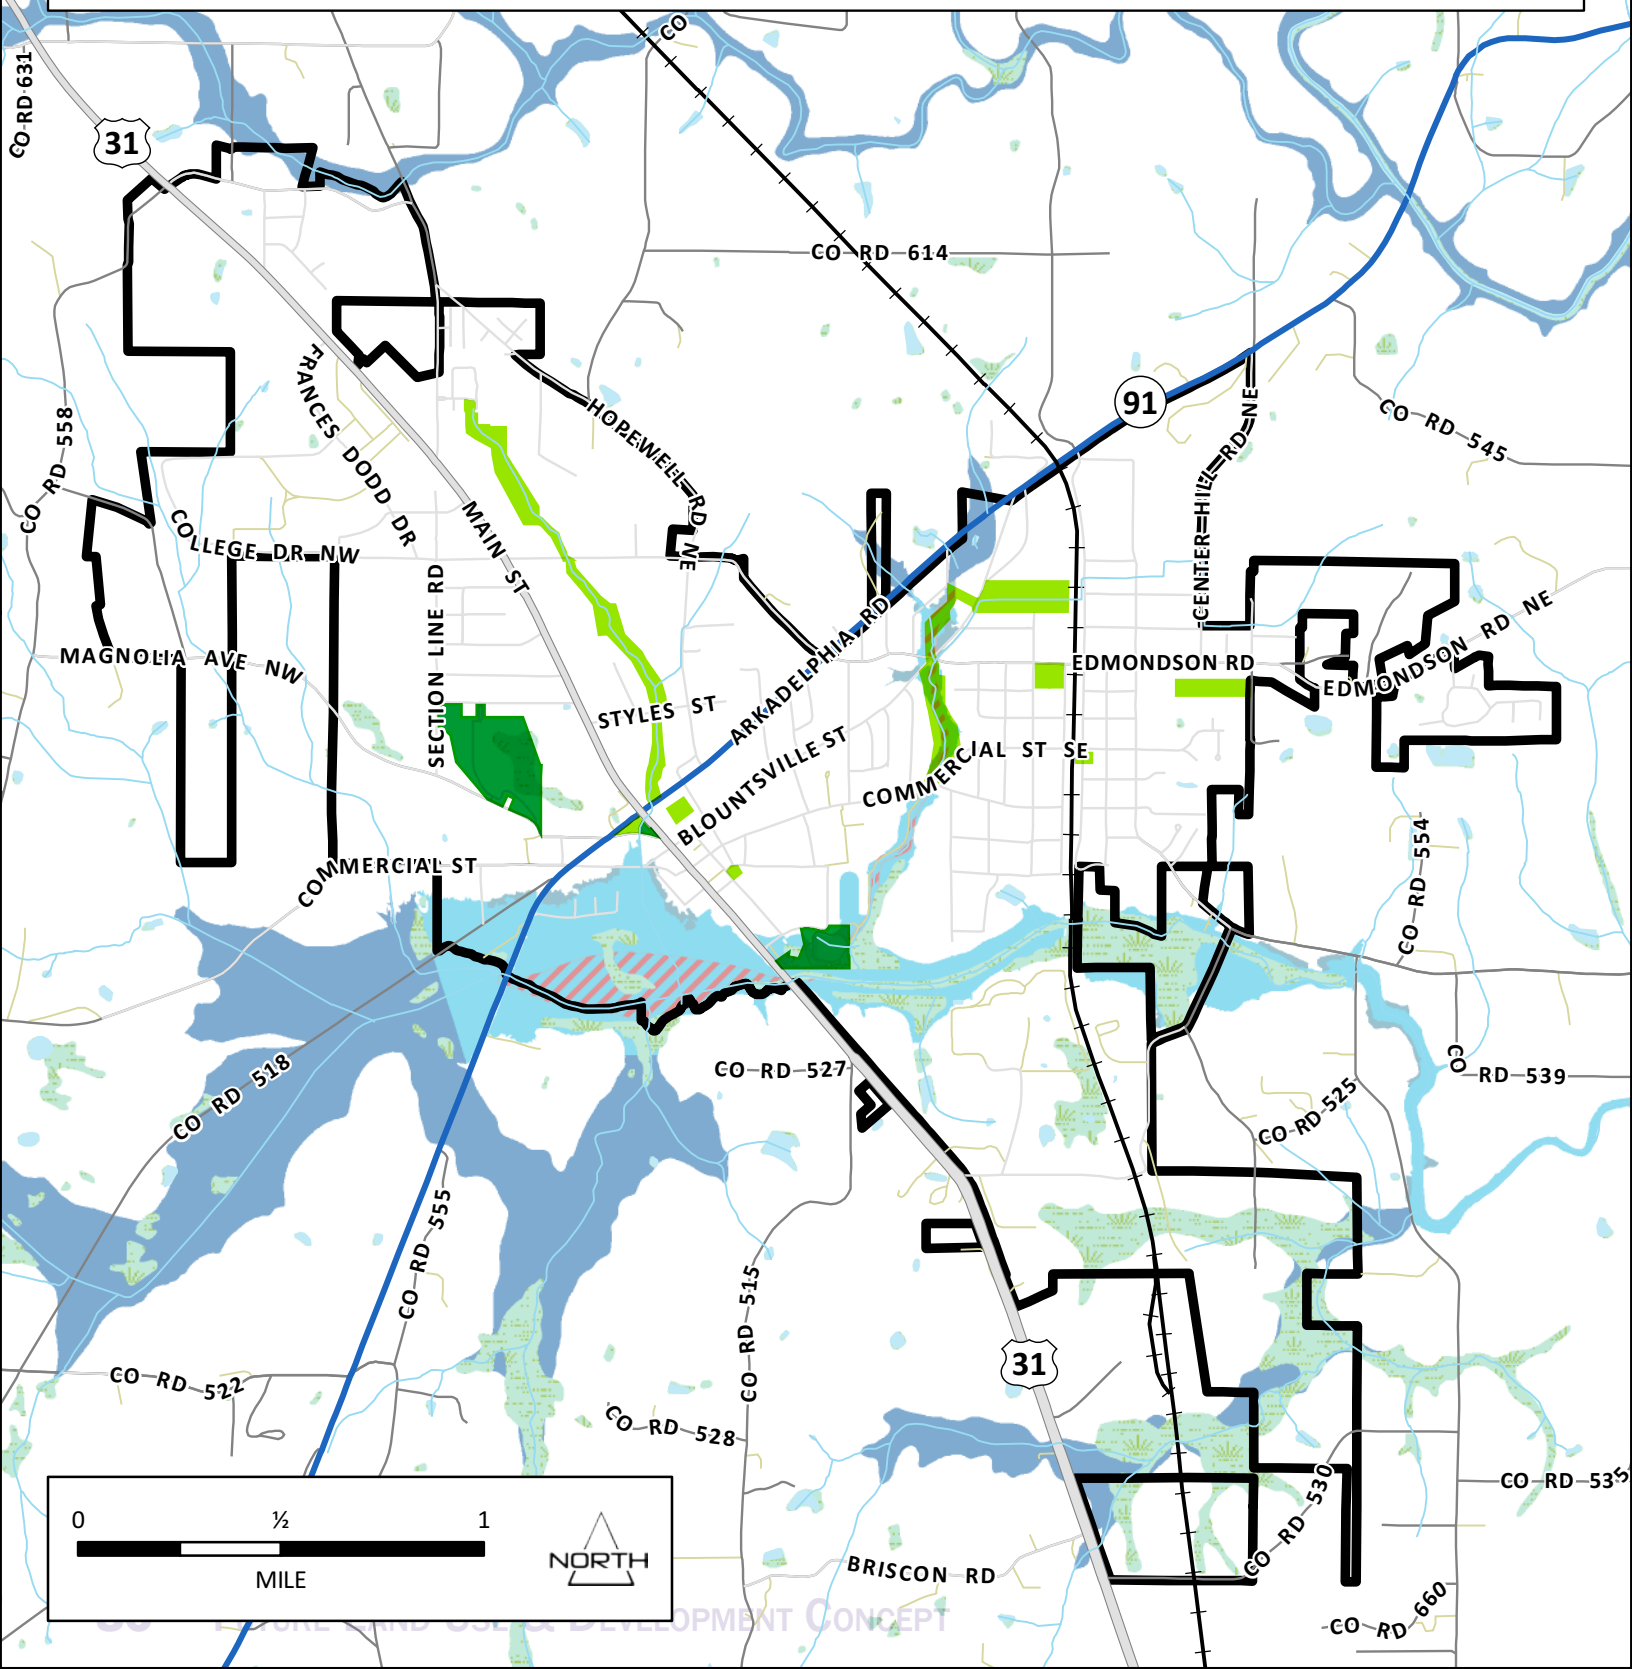 CO
CO RD 631
31
CO RD 614
91
FRANCES DODD DR
HOPEWELL RD NE
CENTER HILL RD NE
CO RD 545
CO RD 558
MAIN ST
COLLEGE DR NW
SECTION LINE RD
MAGNOLIA AVE NW
ARKADELPHIA RD
EDMONDSON RD
EDMONDSON RD NE
STYLES ST
BLOUNTSVILLE ST
COMMERCIAL ST SE
COMMERCIAL ST
CO RD 554
CO RD 518
CO RD 527
CO RD 539
CO RD 525
CO RD 555
CO RD 515
31
CO RD 522
CO RD 528
CO RD 530
CO RD 535
BRISCON RD
CO RD 660
0 ½ 1
MILE
NORTH
DEVELOPMENT CONCEPT